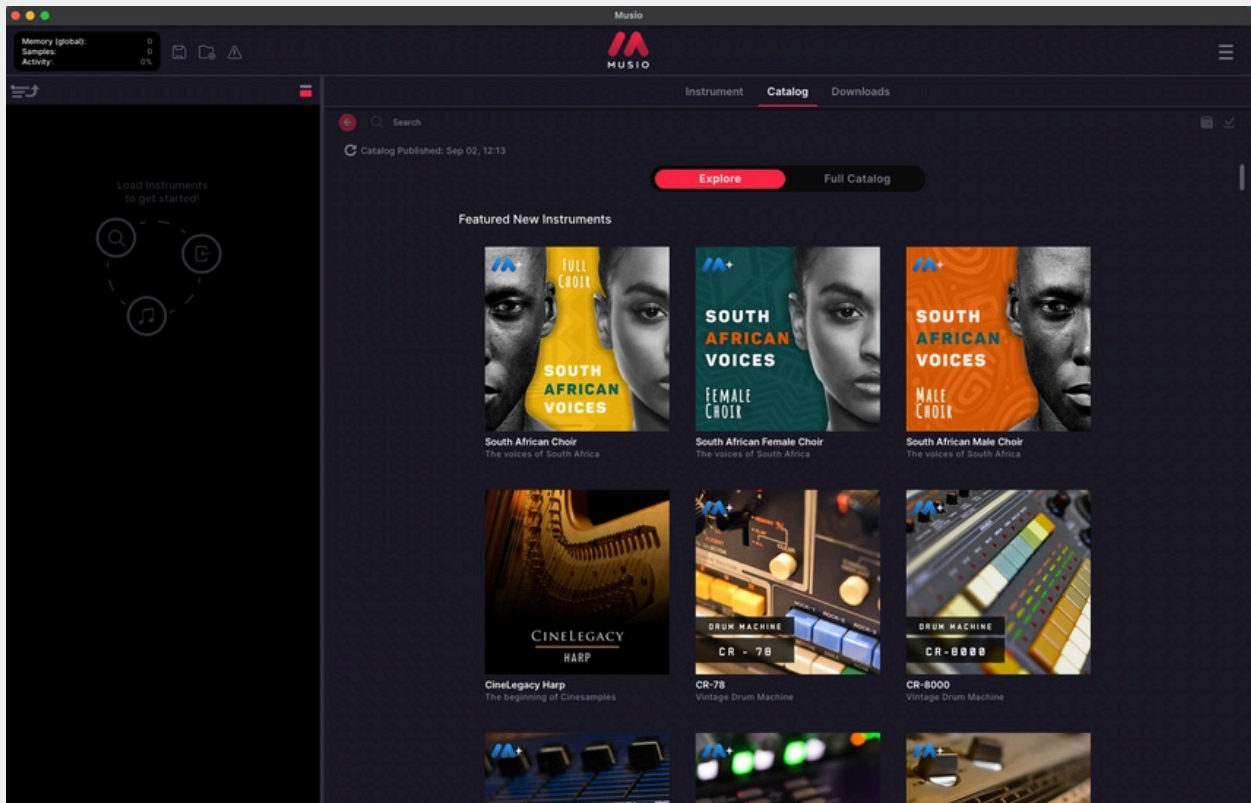 Musio
Memory (global): 0
Samples: 0
Activity: 0%
MUSIO
Instrument Catalog Downloads
Search
Catalog Published: Sep 02, 12:13
Load Instruments
to get started!
Explore Full Catalog
Featured New Instruments
FULL
CHOIR
SOUTH
AFRICAN
VOICES
SOUTH
AFRICAN
VOICES
FEMALE
CHOIR
SOUTH
AFRICAN
VOICES
MALE
CHOIR
South African Choir
The voices of South Africa
South African Female Choir
The voices of South Africa
South African Male Choir
The voices of South Africa
CINELEGACY
HARP
DRUM MACHINE
CR - 78
DRUM MACHINE
CR-8000
CineLegacy Harp
The beginning of Cinesamples
CR-78
Vintage Drum Machine
CR-8000
Vintage Drum Machine